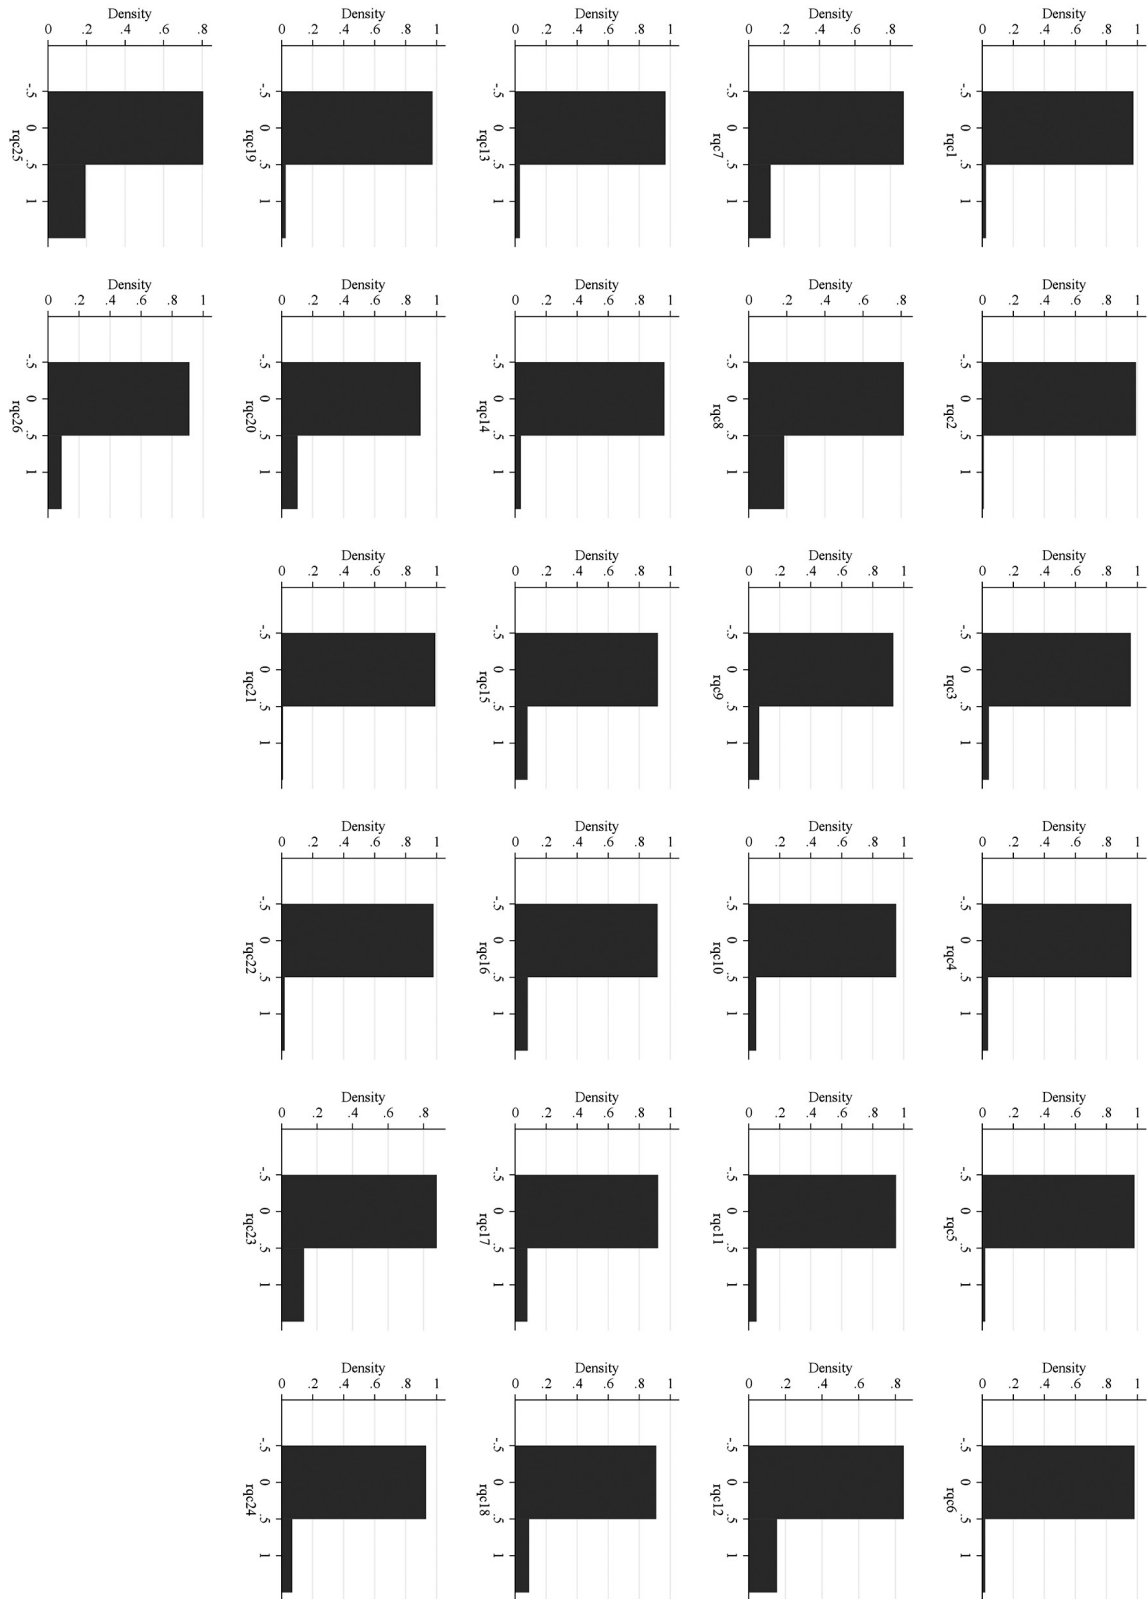 Density
0 .2 .4 .6 .8 1
-.5 0 .5 1
rqc1
Density
0 .2 .4 .6 .8 1
-.5 0 .5 1
rqc2
Density
0 .2 .4 .6 .8 1
-.5 0 .5 1
rqc3
Density
0 .2 .4 .6 .8 1
-.5 0 .5 1
rqc4
Density
0 .2 .4 .6 .8 1
-.5 0 .5 1
rqc5
Density
0 .2 .4 .6 .8 1
-.5 0 .5 1
rqc6
Density
0 .2 .4 .6 .8
-.5 0 .5 1
rqc7
Density
0 .2 .4 .6 .8
-.5 0 .5 1
rqc8
Density
0 .2 .4 .6 .8 1
-.5 0 .5 1
rqc9
Density
0 .2 .4 .6 .8 1
-.5 0 .5 1
rqc10
Density
0 .2 .4 .6 .8 1
-.5 0 .5 1
rqc11
Density
0 .2 .4 .6 .8
-.5 0 .5 1
rqc12
Density
0 .2 .4 .6 .8 1
-.5 0 .5 1
rqc13
Density
0 .2 .4 .6 .8 1
-.5 0 .5 1
rqc14
Density
0 .2 .4 .6 .8 1
-.5 0 .5 1
rqc15
Density
0 .2 .4 .6 .8 1
-.5 0 .5 1
rqc16
Density
0 .2 .4 .6 .8 1
-.5 0 .5 1
rqc17
Density
0 .2 .4 .6 .8 1
-.5 0 .5 1
rqc18
Density
0 .2 .4 .6 .8 1
-.5 0 .5 1
rqc19
Density
0 .2 .4 .6 .8 1
-.5 0 .5 1
rqc20
Density
0 .2 .4 .6 .8 1
-.5 0 .5 1
rqc21
Density
0 .2 .4 .6 .8 1
-.5 0 .5 1
rqc22
Density
0 .2 .4 .6 .8
-.5 0 .5 1
rqc23
Density
0 .2 .4 .6 .8 1
-.5 0 .5 1
rqc24
Density
0 .2 .4 .6 .8
-.5 0 .5 1
rqc25
Density
0 .2 .4 .6 .8 1
-.5 0 .5 1
rqc26